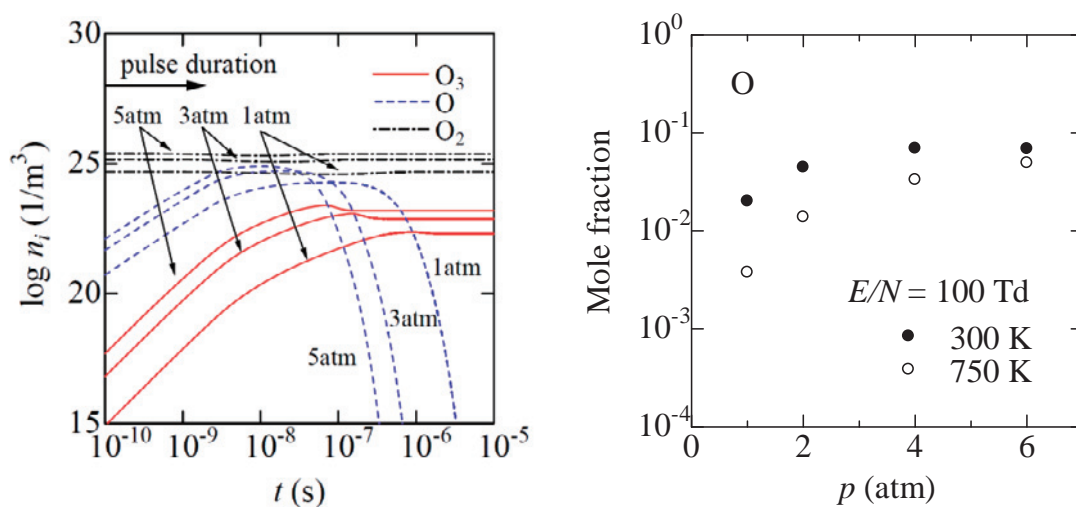 30
25
20
15
log nᵢ (1/m³)
pulse duration
O₃
O
O₂
5atm
3atm
1atm
1atm
3atm
5atm
10⁻¹⁰
10⁻⁹
10⁻⁸
10⁻⁷
10⁻⁶
10⁻⁵
t (s)
10⁰
10⁻¹
10⁻²
10⁻³
10⁻⁴
Mole fraction
O
E/N = 100 Td
300 K
750 K
0
2
4
6
p (atm)